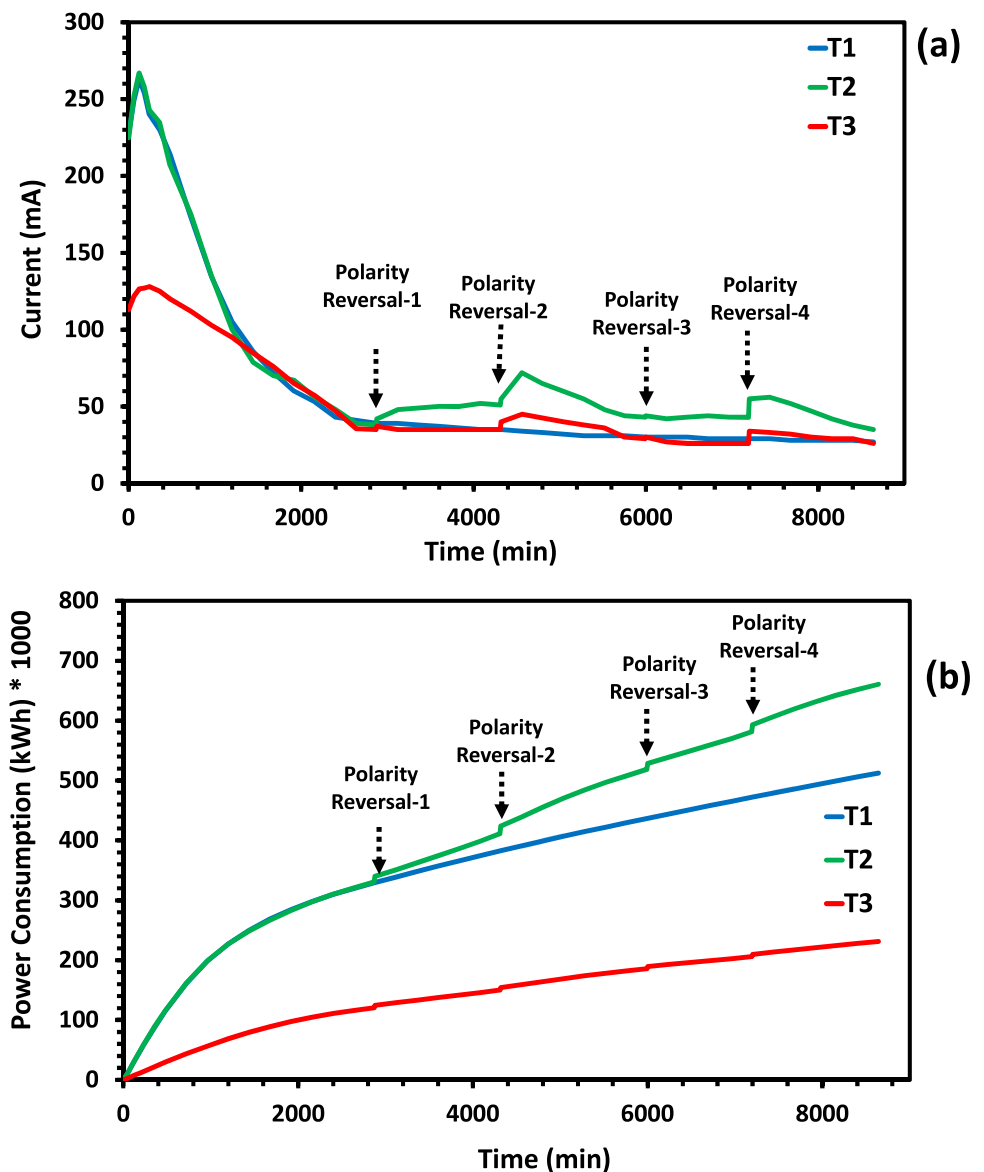 300
250
200
150
100
50
0
Current (mA)
(a)
T1
T2
T3
Polarity
Reversal-1
Polarity
Reversal-2
Polarity
Reversal-3
Polarity
Reversal-4
0
2000
4000
6000
8000
Time (min)
800
700
600
500
400
300
200
100
0
Power Consumption (kWh) * 1000
(b)
Polarity
Reversal-1
Polarity
Reversal-2
Polarity
Reversal-3
Polarity
Reversal-4
T1
T2
T3
0
2000
4000
6000
8000
Time (min)